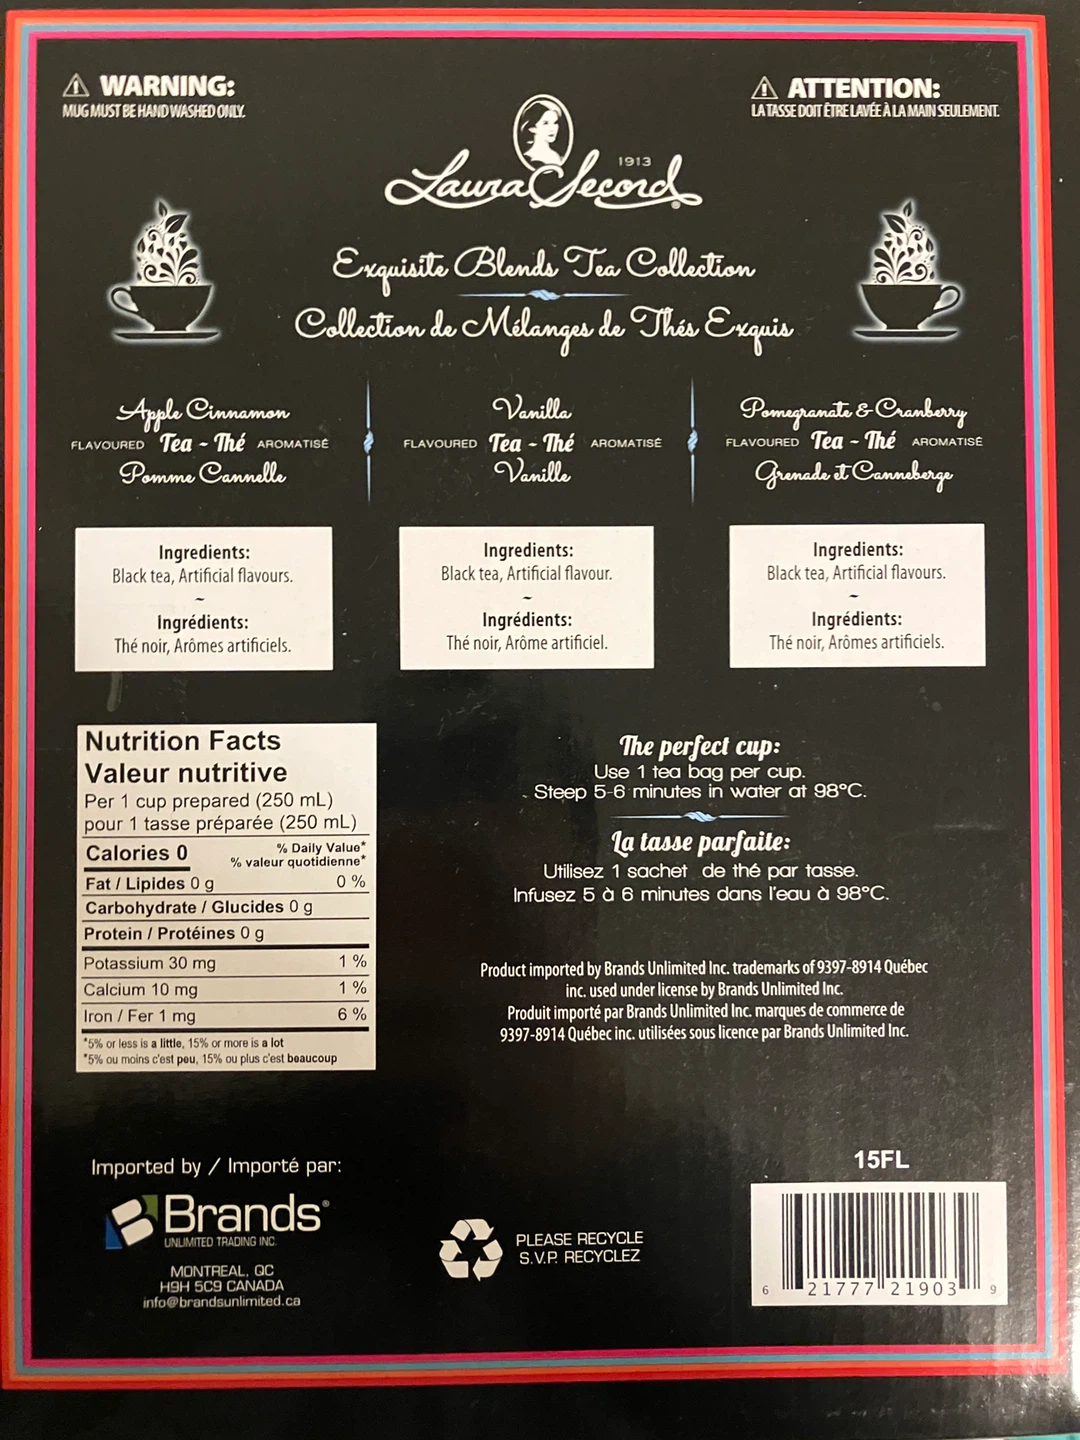 ⚠ WARNING:
MUG MUST BE HAND WASHED ONLY.
⚠ ATTENTION:
LA TASSE DOIT ÊTRE LAVÉE À LA MAIN SEULEMENT.
1913
Laura Secord®
Exquisite Blends Tea Collection
Collection de Mélanges de Thés Exquis
Apple Cinnamon
FLAVOURED Tea - Thé AROMATISÉ
Pomme Cannelle
Vanilla
FLAVOURED Tea - Thé AROMATISÉ
Vanille
Pomegranate & Cranberry
FLAVOURED Tea - Thé AROMATISÉ
Grenade et Canneberge
Ingredients:
Black tea, Artificial flavours.
~
Ingrédients:
Thé noir, Arômes artificiels.
Ingredients:
Black tea, Artificial flavour.
~
Ingrédients:
Thé noir, Arôme artificiel.
Ingredients:
Black tea, Artificial flavours.
~
Ingrédients:
Thé noir, Arômes artificiels.
Nutrition Facts
Valeur nutritive
Per 1 cup prepared (250 mL)
pour 1 tasse préparée (250 mL)
Calories 0
% Daily Value*
% valeur quotidienne*
Fat / Lipides 0 g 0 %
Carbohydrate / Glucides 0 g
Protein / Protéines 0 g
Potassium 30 mg 1 %
Calcium 10 mg 1 %
Iron / Fer 1 mg 6 %
*5% or less is a little, 15% or more is a lot
*5% ou moins c'est peu, 15% ou plus c'est beaucoup
The perfect cup:
Use 1 tea bag per cup.
Steep 5-6 minutes in water at 98°C.
La tasse parfaite:
Utilisez 1 sachet de thé par tasse.
Infusez 5 à 6 minutes dans l'eau à 98°C.
Product imported by Brands Unlimited Inc. trademarks of 9397-8914 Québec
inc. used under license by Brands Unlimited Inc.
Produit importé par Brands Unlimited Inc. marques de commerce de
9397-8914 Québec inc. utilisées sous licence par Brands Unlimited Inc.
Imported by / Importé par:
Brands®
UNLIMITED TRADING INC.
MONTREAL, QC
H9H 5C9 CANADA
info@brandsunlimited.ca
PLEASE RECYCLE
S.V.P. RECYCLEZ
15FL
6 21777 21903 9